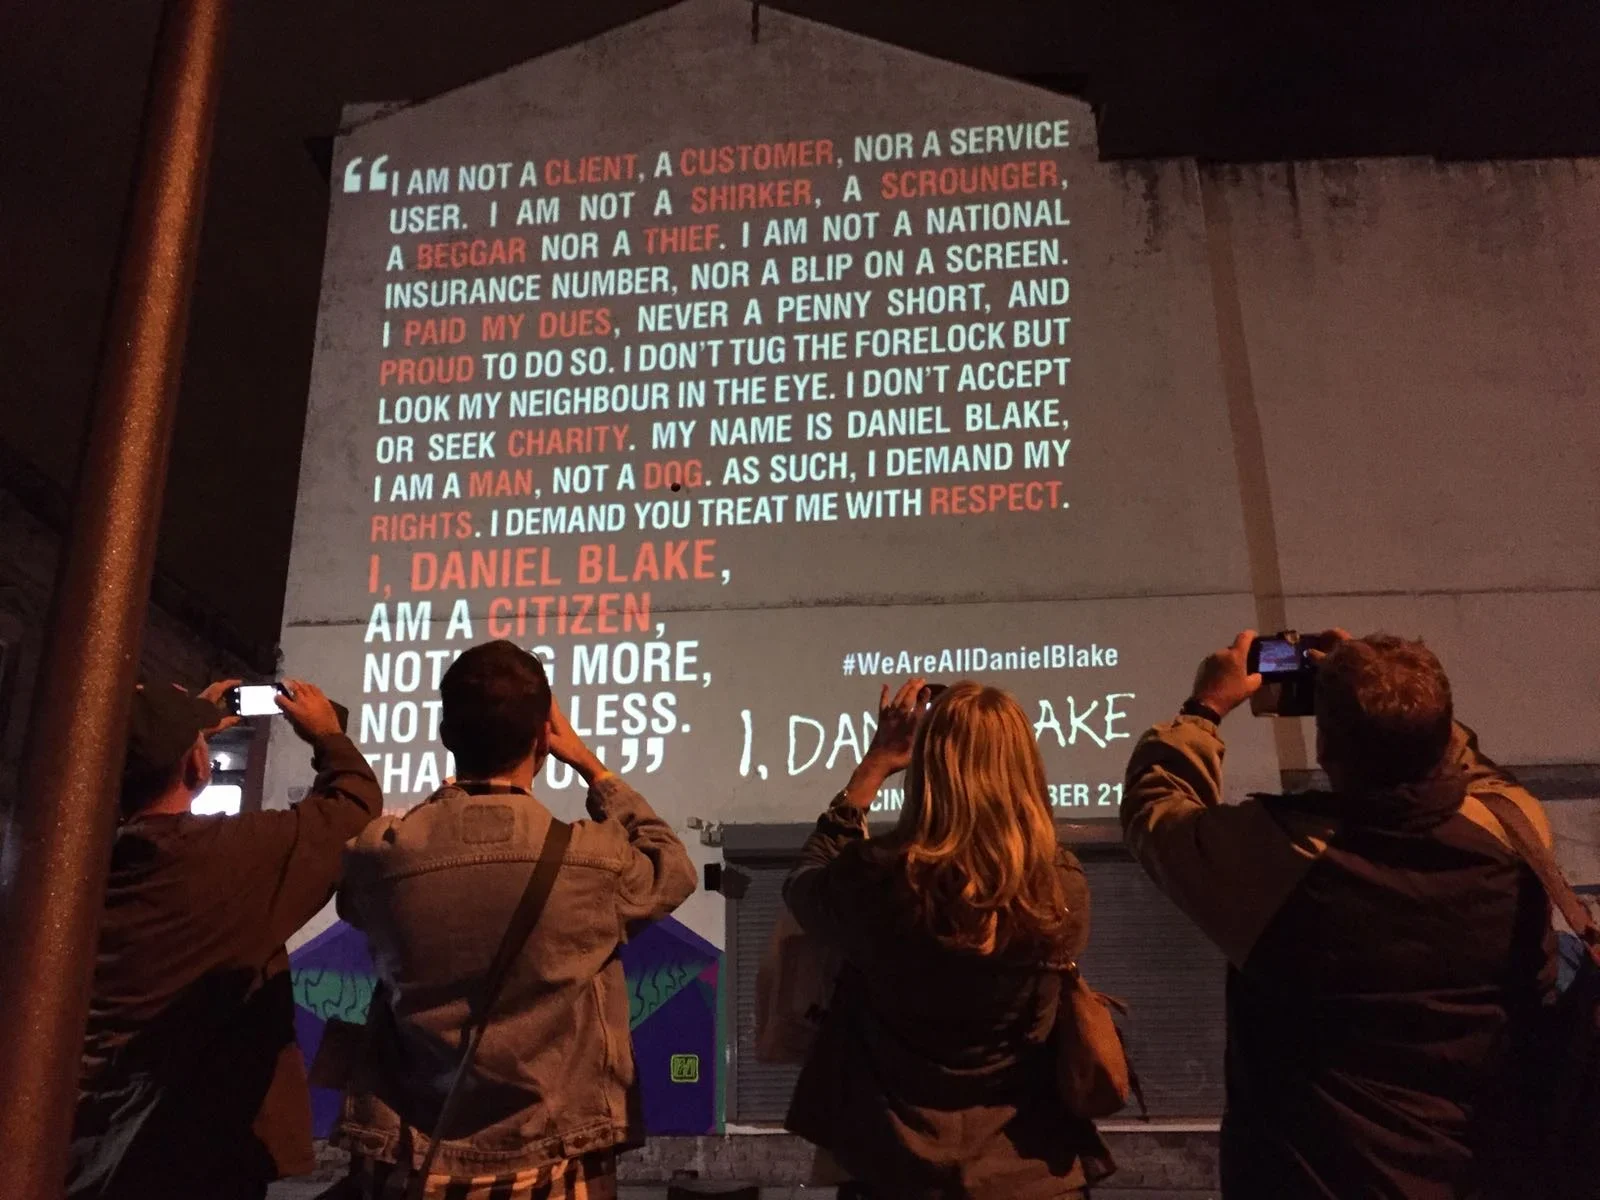 “I AM NOT A CLIENT, A CUSTOMER, NOR A SERVICE
USER. I AM NOT A SHIRKER, A SCROUNGER,
A BEGGAR NOR A THIEF. I AM NOT A NATIONAL
INSURANCE NUMBER, NOR A BLIP ON A SCREEN.
I PAID MY DUES, NEVER A PENNY SHORT, AND
PROUD TO DO SO. I DON'T TUG THE FORELOCK BUT
LOOK MY NEIGHBOUR IN THE EYE. I DON'T ACCEPT
OR SEEK CHARITY. MY NAME IS DANIEL BLAKE,
I AM A MAN, NOT A DOG. AS SUCH, I DEMAND MY
RIGHTS. I DEMAND YOU TREAT ME WITH RESPECT.
I, DANIEL BLAKE,
AM A CITIZEN,
MORE,
LESS.
”
#WeAreAllDanielBlake
I, DAN AKE
21